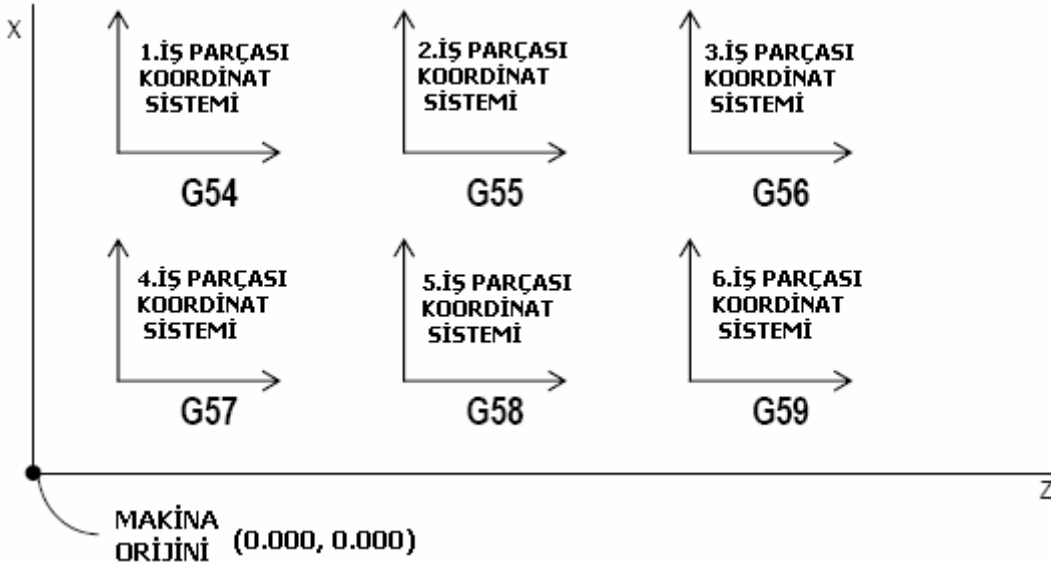 X
1.İŞ PARÇASI
KOORDİNAT
SİSTEMİ
G54
2.İŞ PARÇASI
KOORDİNAT
SİSTEMİ
G55
3.İŞ PARÇASI
KOORDİNAT
SİSTEMİ
G56
4.İŞ PARÇASI
KOORDİNAT
SİSTEMİ
G57
5.İŞ PARÇASI
KOORDİNAT
SİSTEMİ
G58
6.İŞ PARÇASI
KOORDİNAT
SİSTEMİ
G59
Z
MAKİNA
ORİJİNİ (0.000, 0.000)